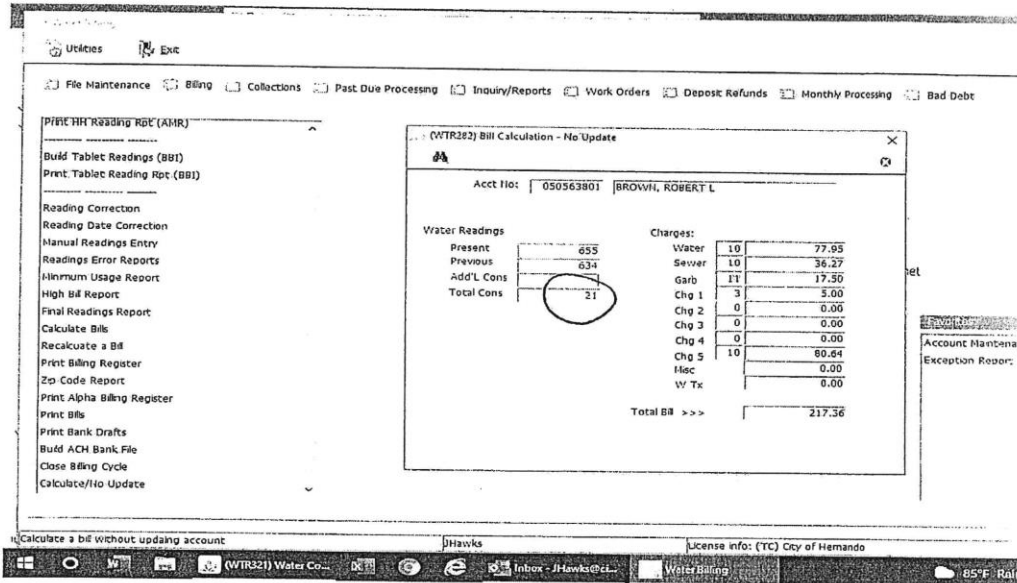 Utilities Exit
File Maintenance Billing Collections Past Due Processing Inquiry/Reports Work Orders Deposit Refunds Monthly Processing Bad Debt
Print HH Reading Rpt (AMR)
Build Tablet Readings (BBI)
Print Tablet Reading Rpt (BBI)
Reading Correction
Reading Date Correction
Manual Readings Entry
Readings Error Reports
Minimum Usage Report
High Bill Report
Final Readings Report
Calculate Bills
Recalcuate a Bill
Print Billing Register
Zip Code Report
Print Alpha Billing Register
Print Bills
Print Bank Drafts
Build ACH Bank File
Close Billing Cycle
Calculate/No Update
(WTR282) Bill Calculation - No Update
Acct No: 050563801 BROWN, ROBERT L
Water Readings
Present 655
Previous 634
Add'L Cons
Total Cons 21
Charges:
Water 10 77.95
Sewer 10 36.27
Garb 17.50
Chg 1 3 5.00
Chg 2 0 0.00
Chg 3 0 0.00
Chg 4 0 0.00
Chg 5 10 80.64
Misc 0.00
W Tx 0.00
Total Bill >>> 217.36
et
Account Maintena
Exception Report
Calculate a bill without updaing account JHawks License info: (TC) City of Hernando
(WTR321) Water Co... Inbox - JHawks@ci... Water Billing 85°F